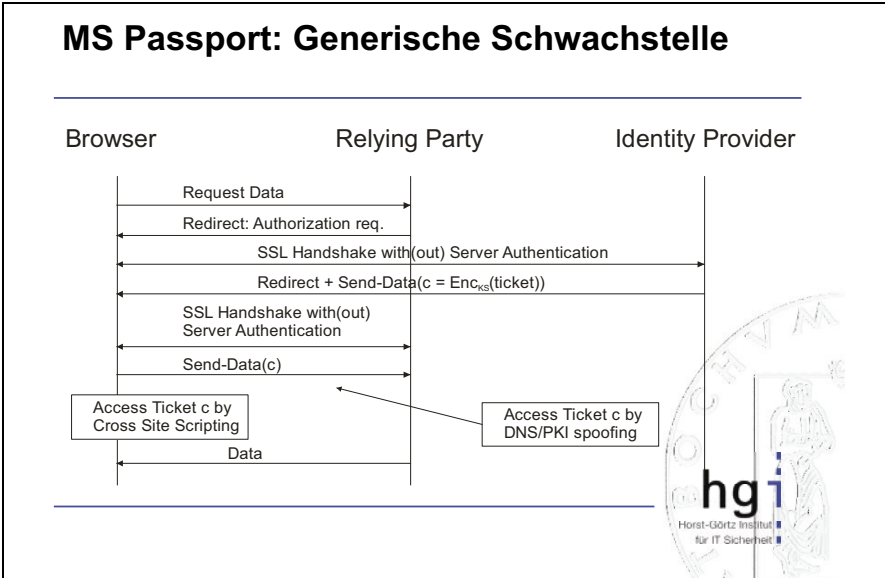 MS Passport: Generische Schwachstelle
Browser
Relying Party
Identity Provider
Request Data
Redirect: Authorization req.
SSL Handshake with(out) Server Authentication
Redirect + Send-Data(c = Enc_KS(ticket))
SSL Handshake with(out)
Server Authentication
Send-Data(c)
Access Ticket c by
Cross Site Scripting
Access Ticket c by
DNS/PKI spoofing
Data
hgi
Horst-Görtz Institut
für IT Sicherheit